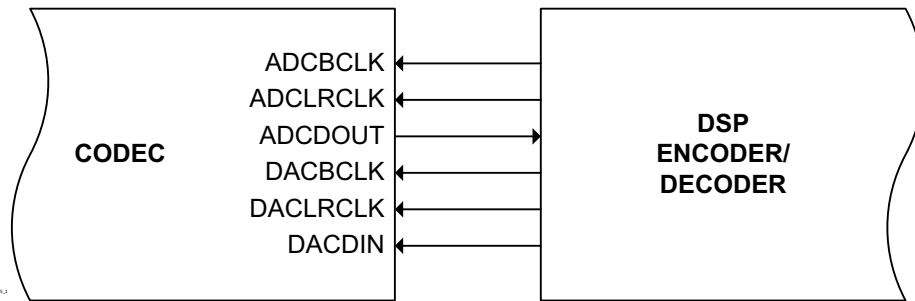 ADCBCLK
ADCLRCLK
ADCDOUT
DACBCLK
DACLRCLK
DACDIN
CODEC
DSP
ENCODER/
DECODER